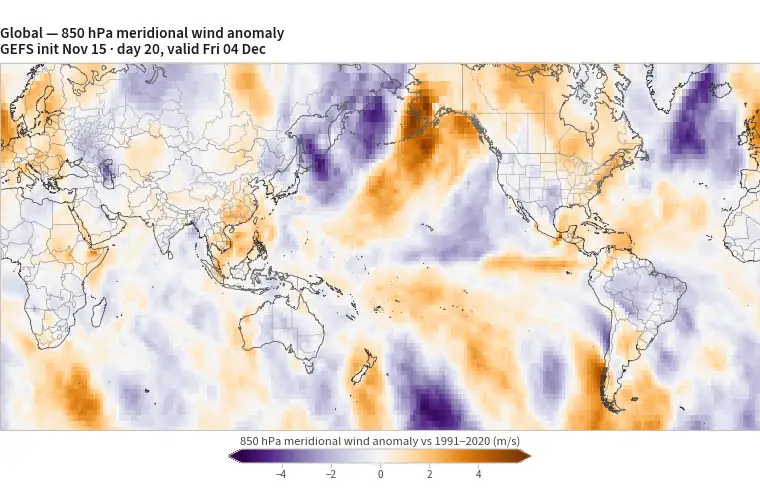 Global — 850 hPa meridional wind anomaly
GEFS init Nov 15 · day 20, valid Fri 04 Dec
850 hPa meridional wind anomaly vs 1991–2020 (m/s)
−4 −2 0 2 4